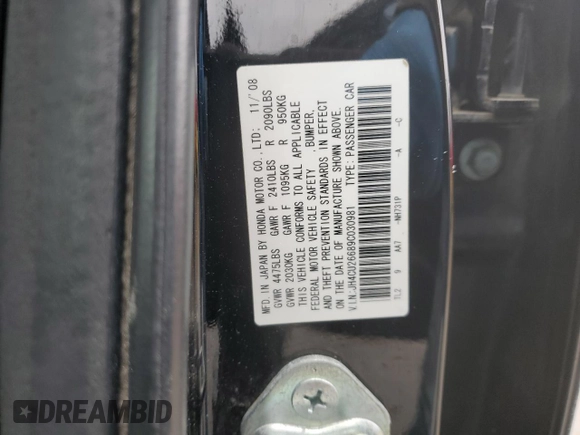 MFD. IN JAPAN BY HONDA MOTOR CO., LTD: 11/'08
GVWR 4475LBS GAWR F 2410LBS R 2090LBS
GVWR 2030KG GAWR F 1095KG R 950KG
THIS VEHICLE CONFORMS TO ALL APPLICABLE
FEDERAL MOTOR VEHICLE SAFETY , BUMPER,
AND THEFT PREVENTION STANDARDS IN EFFECT
ON THE DATE OF MANUFACTURE SHOWN ABOVE.
V.I.N. JH4CU26689C030981 TYPE: PASSENGER CAR
TL2 9 AA7 -NH731P -A -C
DREAMBID